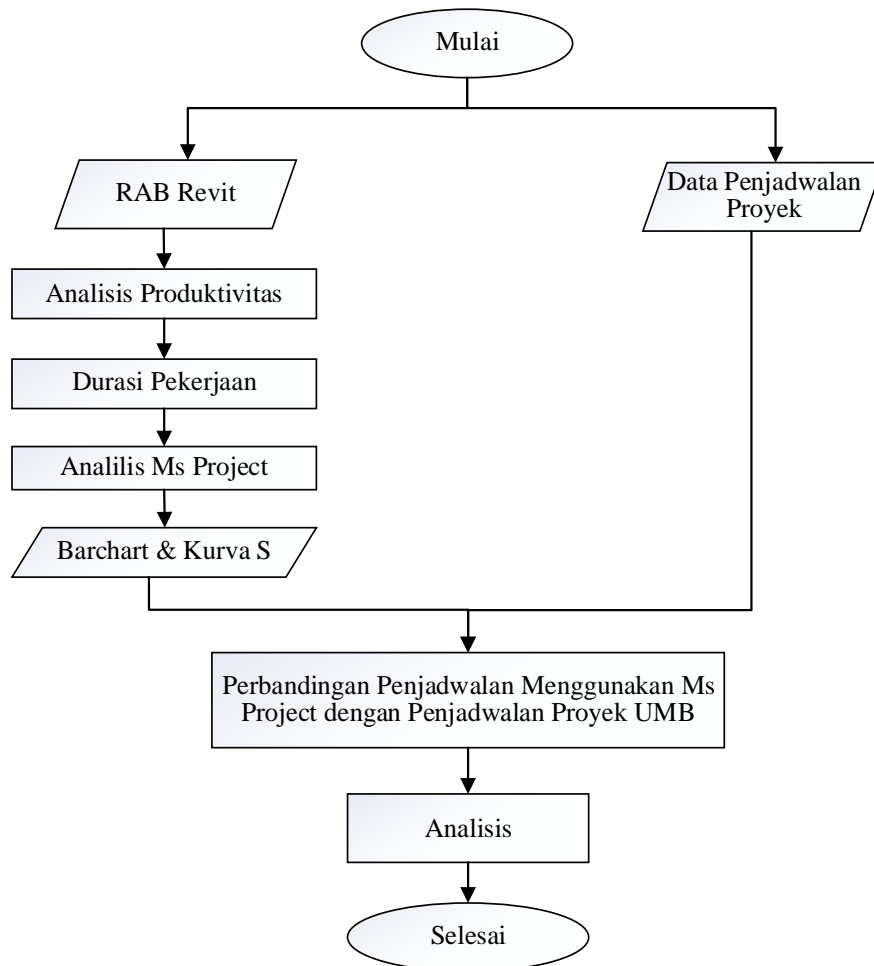 Mulai
RAB Revit
Data Penjadwalan
Proyek
Analisis Produktivitas
Durasi Pekerjaan
Analilis Ms Project
Barchart & Kurva S
Perbandingan Penjadwalan Menggunakan Ms
Project dengan Penjadwalan Proyek UMB
Analisis
Selesai